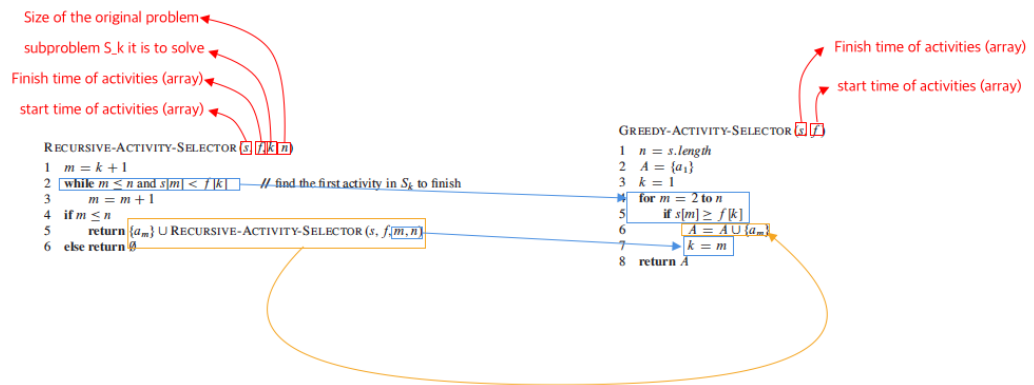 Size of the original problem
subproblem S_k it is to solve
Finish time of activities (array)
start time of activities (array)
RECURSIVE-ACTIVITY-SELECTOR(s, f, k, n)
1 m = k + 1
2 while m ≤ n and s[m] < f[k] // find the first activity in Sₖ to finish
3 m = m + 1
4 if m ≤ n
5 return {aₘ} ∪ RECURSIVE-ACTIVITY-SELECTOR(s, f, m, n)
6 else return ∅
Finish time of activities (array)
start time of activities (array)
GREEDY-ACTIVITY-SELECTOR(s, f)
1 n = s.length
2 A = {a₁}
3 k = 1
4 for m = 2 to n
5 if s[m] ≥ f[k]
6 A = A ∪ {aₘ}
7 k = m
8 return A